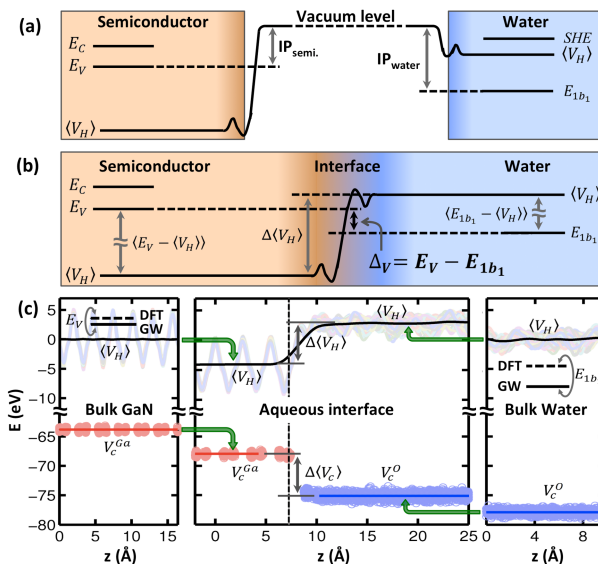 (a)
Semiconductor
Vacuum level
Water
E_C
E_V
⟨V_H⟩
IP_semi.
IP_water
SHE
⟨V_H⟩
E_1b₁
(b)
Semiconductor
Interface
Water
E_C
E_V
⟨E_V − ⟨V_H⟩⟩
⟨V_H⟩
Δ⟨V_H⟩
Δ_V = E_V − E_1b₁
⟨V_H⟩
⟨E_1b₁ − ⟨V_H⟩⟩
E_1b₁
(c)
E (eV)
5
0
−5
−10
−65
−70
−75
−80
E_V
DFT
GW
⟨V_H⟩
Bulk GaN
V_c^Ga
0 5 10 15
z (Å)
⟨V_H⟩
Δ⟨V_H⟩
⟨V_H⟩
Aqueous interface
V_c^Ga
Δ⟨V_c⟩
V_c^O
0 5 10 15 20 25
z (Å)
⟨V_H⟩
DFT
GW
E_1b
Bulk Water
V_c^O
0 5
z (Å)